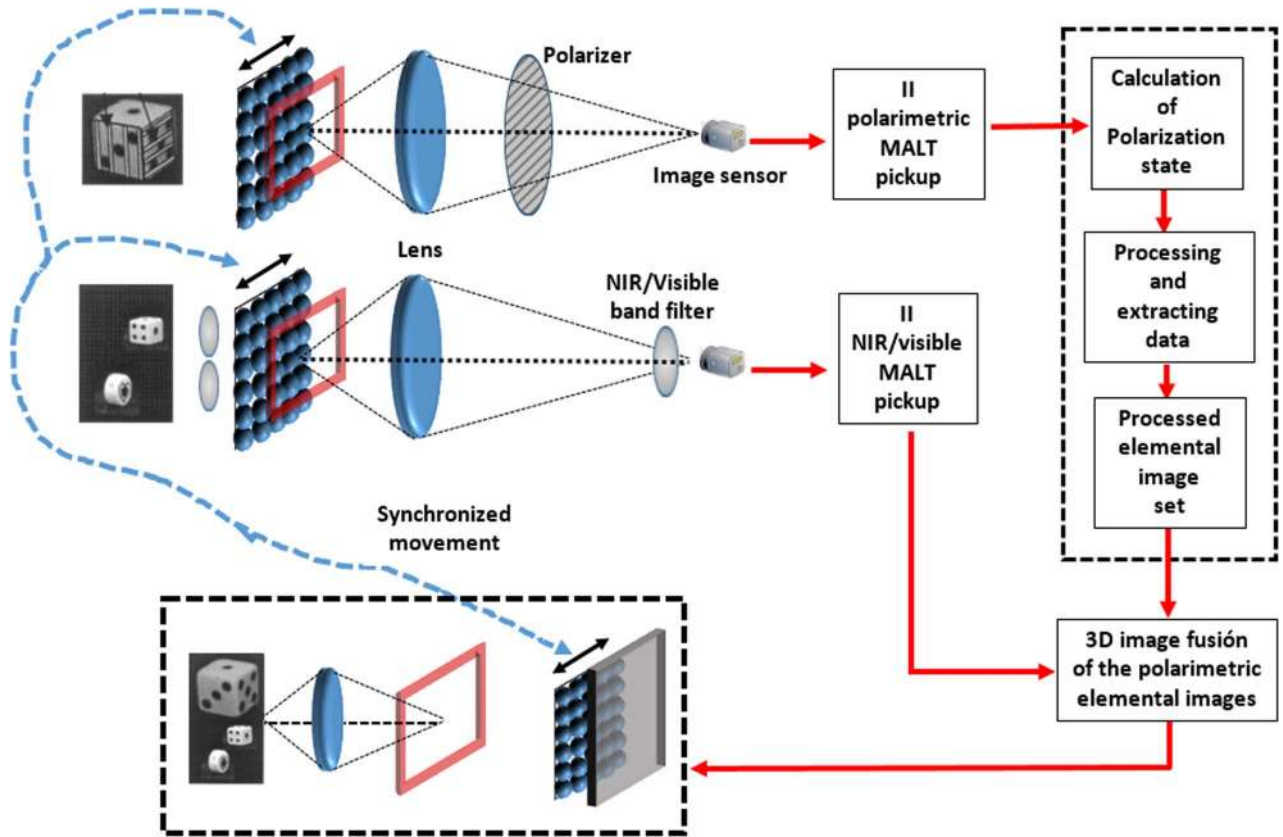 Polarizer
Image sensor
II
polarimetric
MALT
pickup
Calculation
of
Polarization
state
Lens
NIR/Visible
band filter
II
NIR/visible
MALT
pickup
Processing
and
extracting
data
Processed
elemental
image
set
Synchronized
movement
3D image fusión
of the polarimetric
elemental images